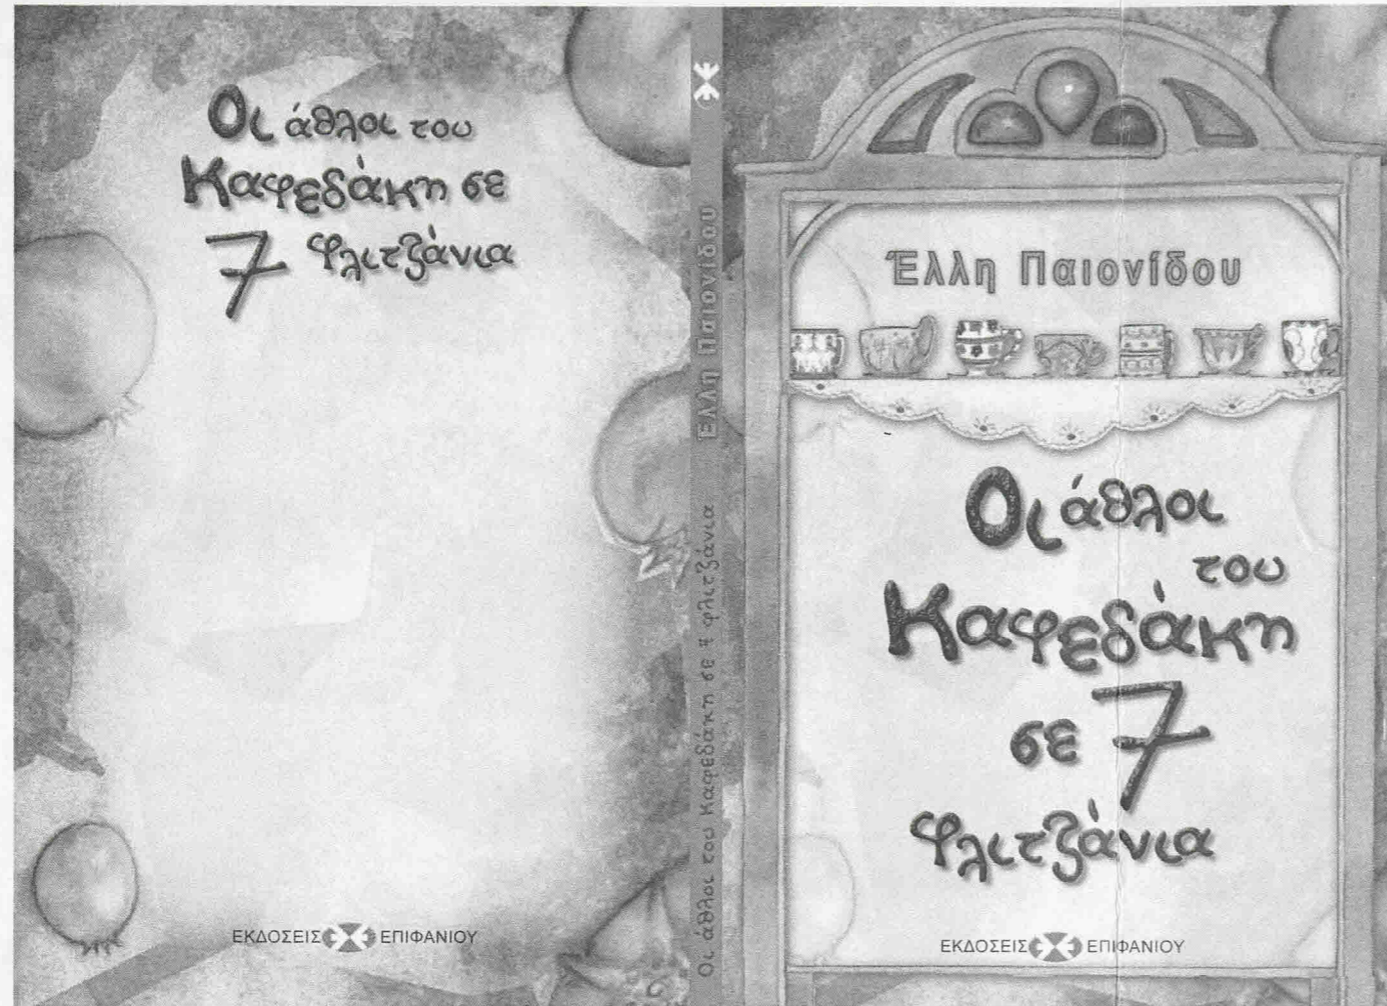 Οι άθλοι του
Καφεδάκη σε
7 φλιτζάνια
ΕΚΔΟΣΕΙΣ ΕΠΙΦΑΝΙΟΥ
Οι άθλοι του Καφεδάκη σε 7 φλιτζάνια Έλλη Παιονίδου
Έλλη Παιονίδου
Οι άθλοι
του
Καφεδάκη
σε 7
φλιτζάνια
ΕΚΔΟΣΕΙΣ ΕΠΙΦΑΝΙΟΥ